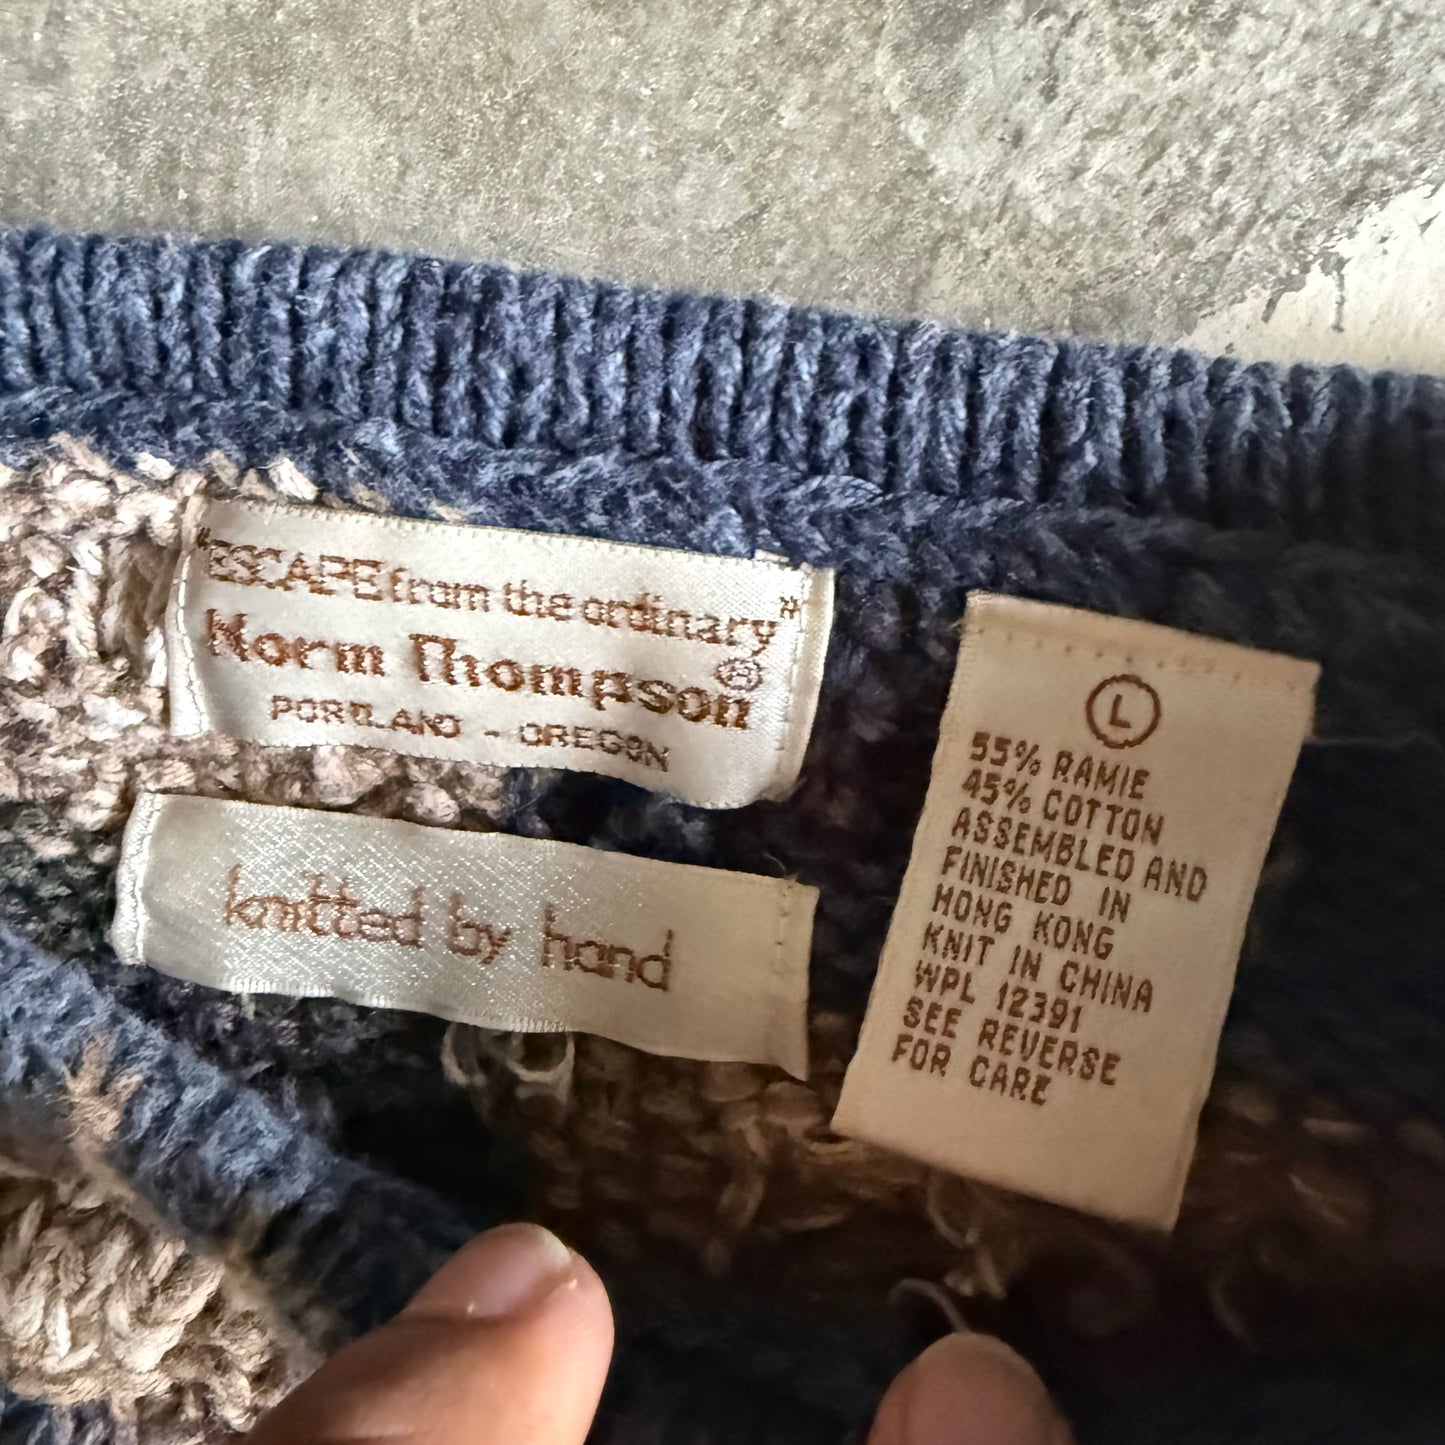 "ESCAPE from the ordinary"
Norm Thompson®
PORTLAND - OREGON
knitted by hand
L
55% RAMIE
45% COTTON
ASSEMBLED AND
FINISHED IN
HONG KONG
KNIT IN CHINA
WPL 12391
SEE REVERSE
FOR CARE